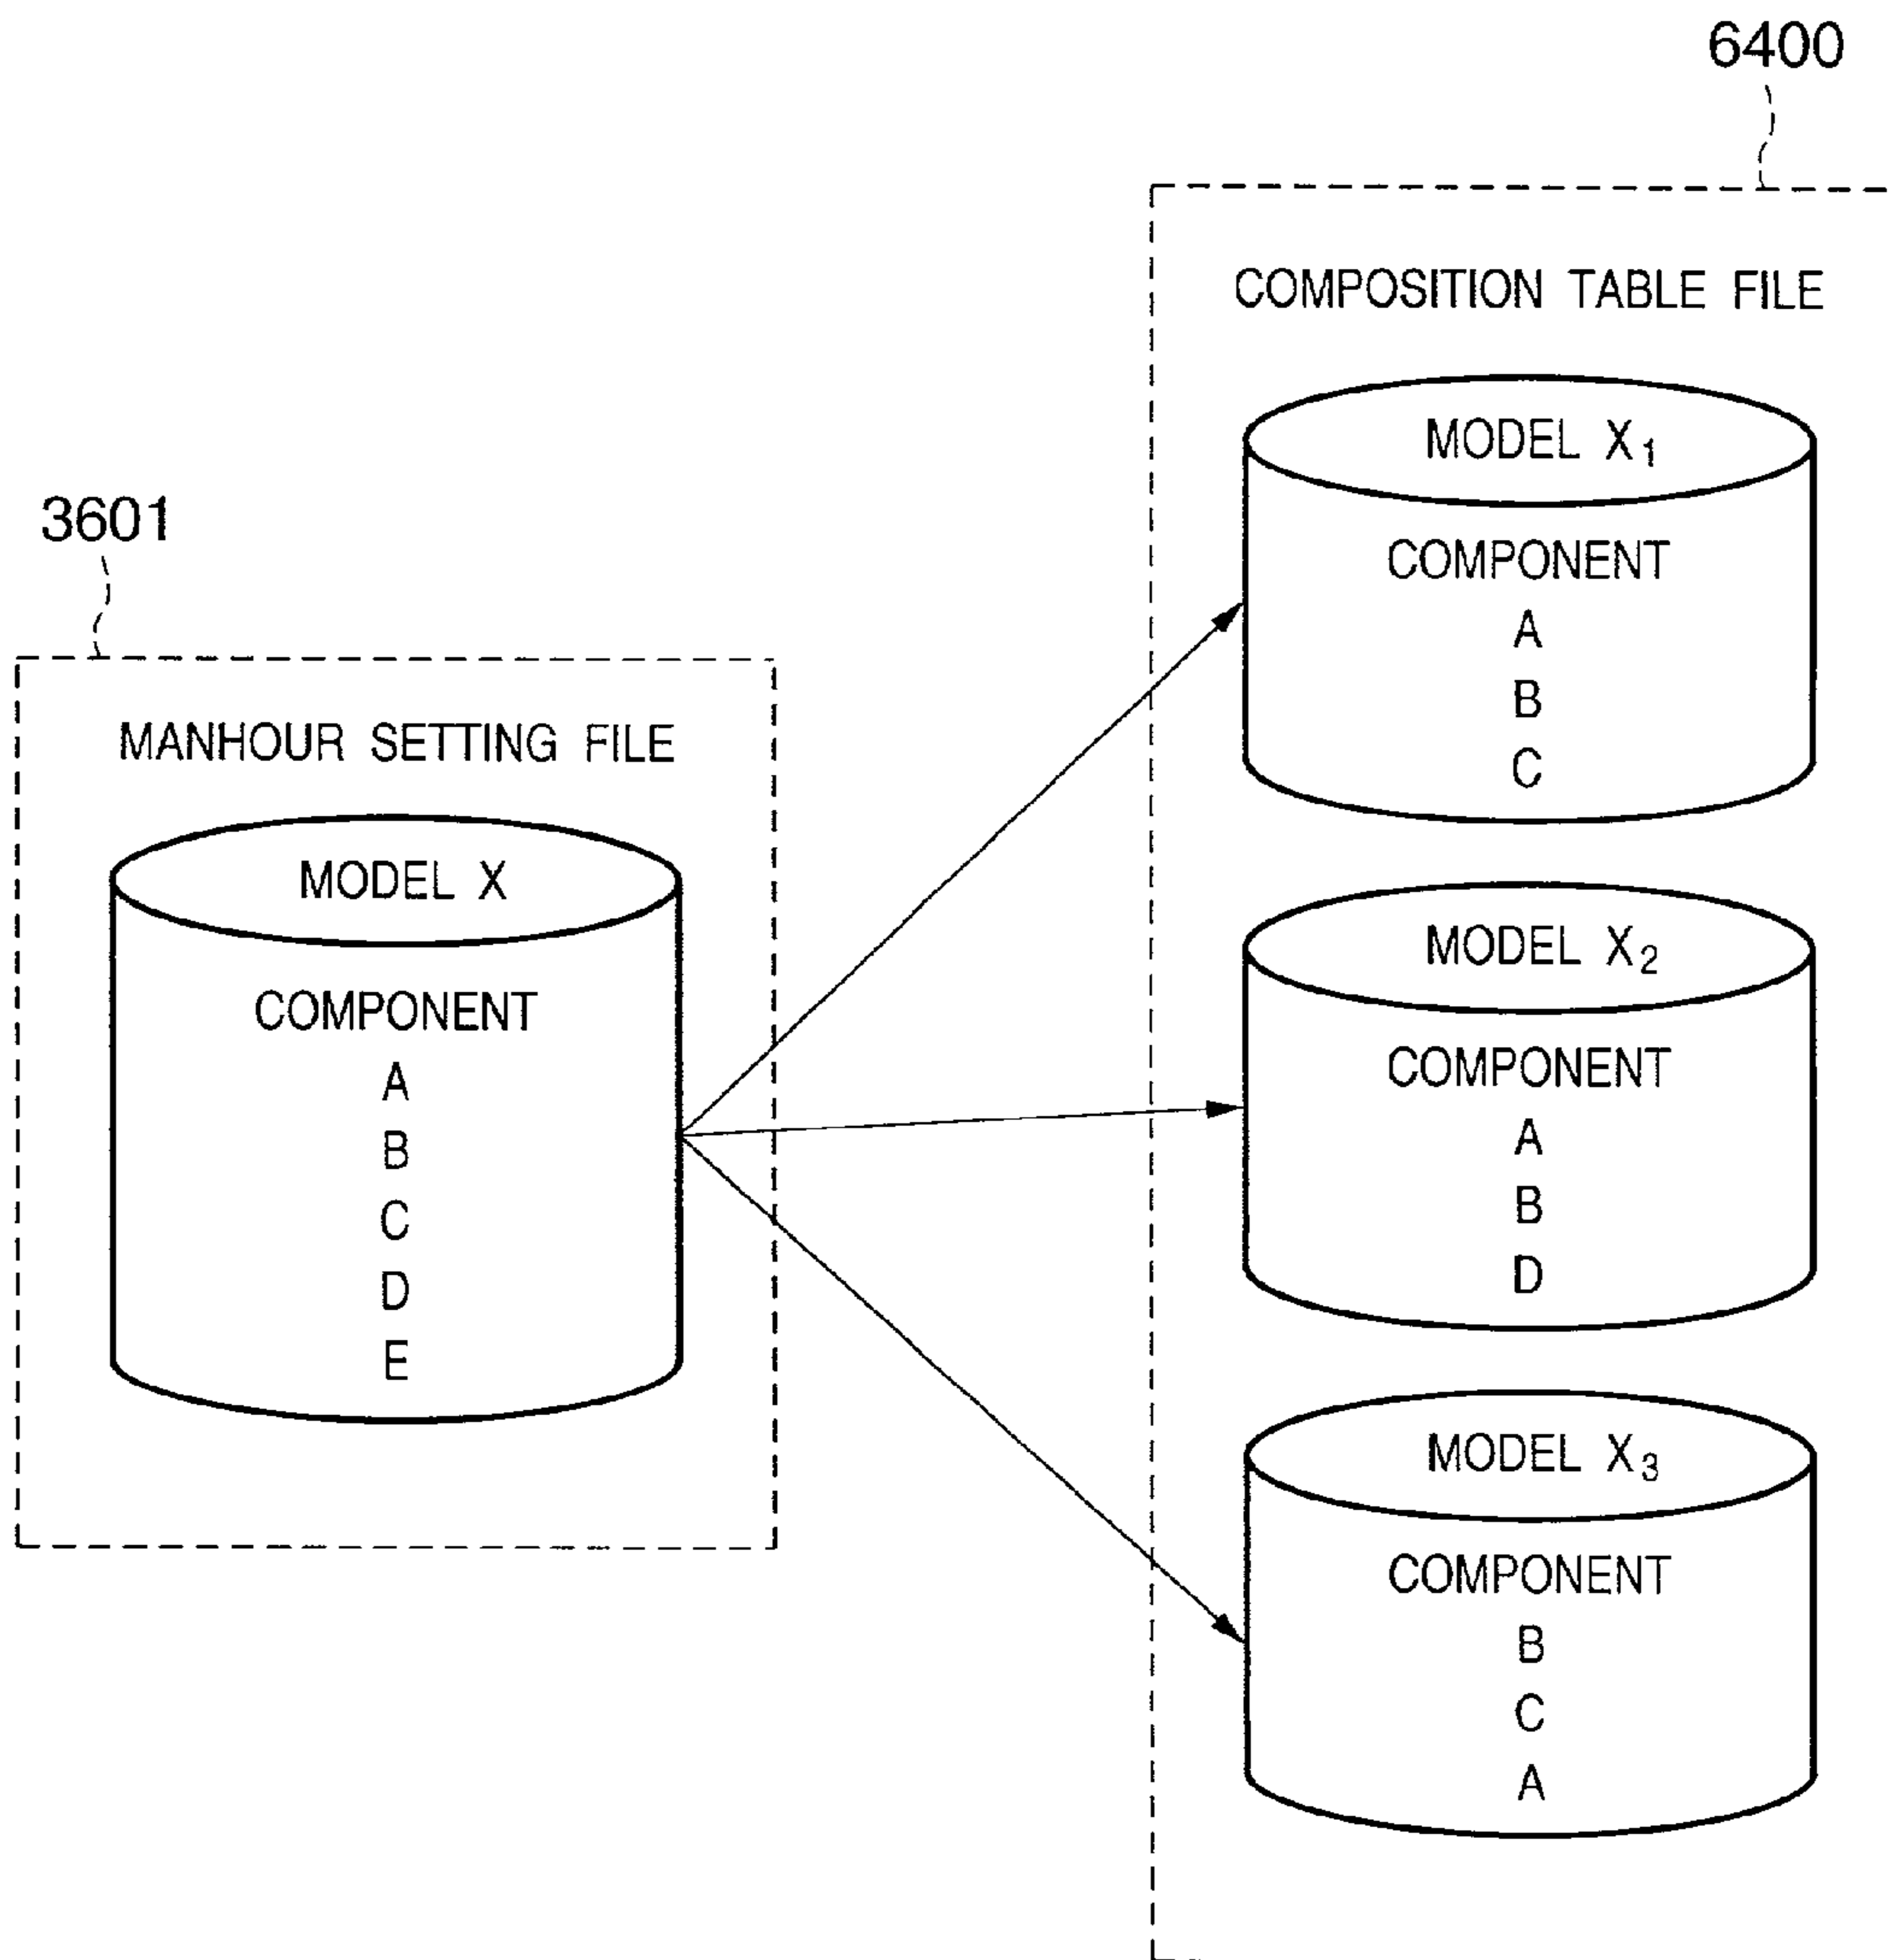 6400
COMPOSITION TABLE FILE
MODEL X₁
COMPONENT
A
B
C
3601
MANHOUR SETTING FILE
MODEL X
COMPONENT
A
B
C
D
E
MODEL X₂
COMPONENT
A
B
D
MODEL X₃
COMPONENT
B
C
A